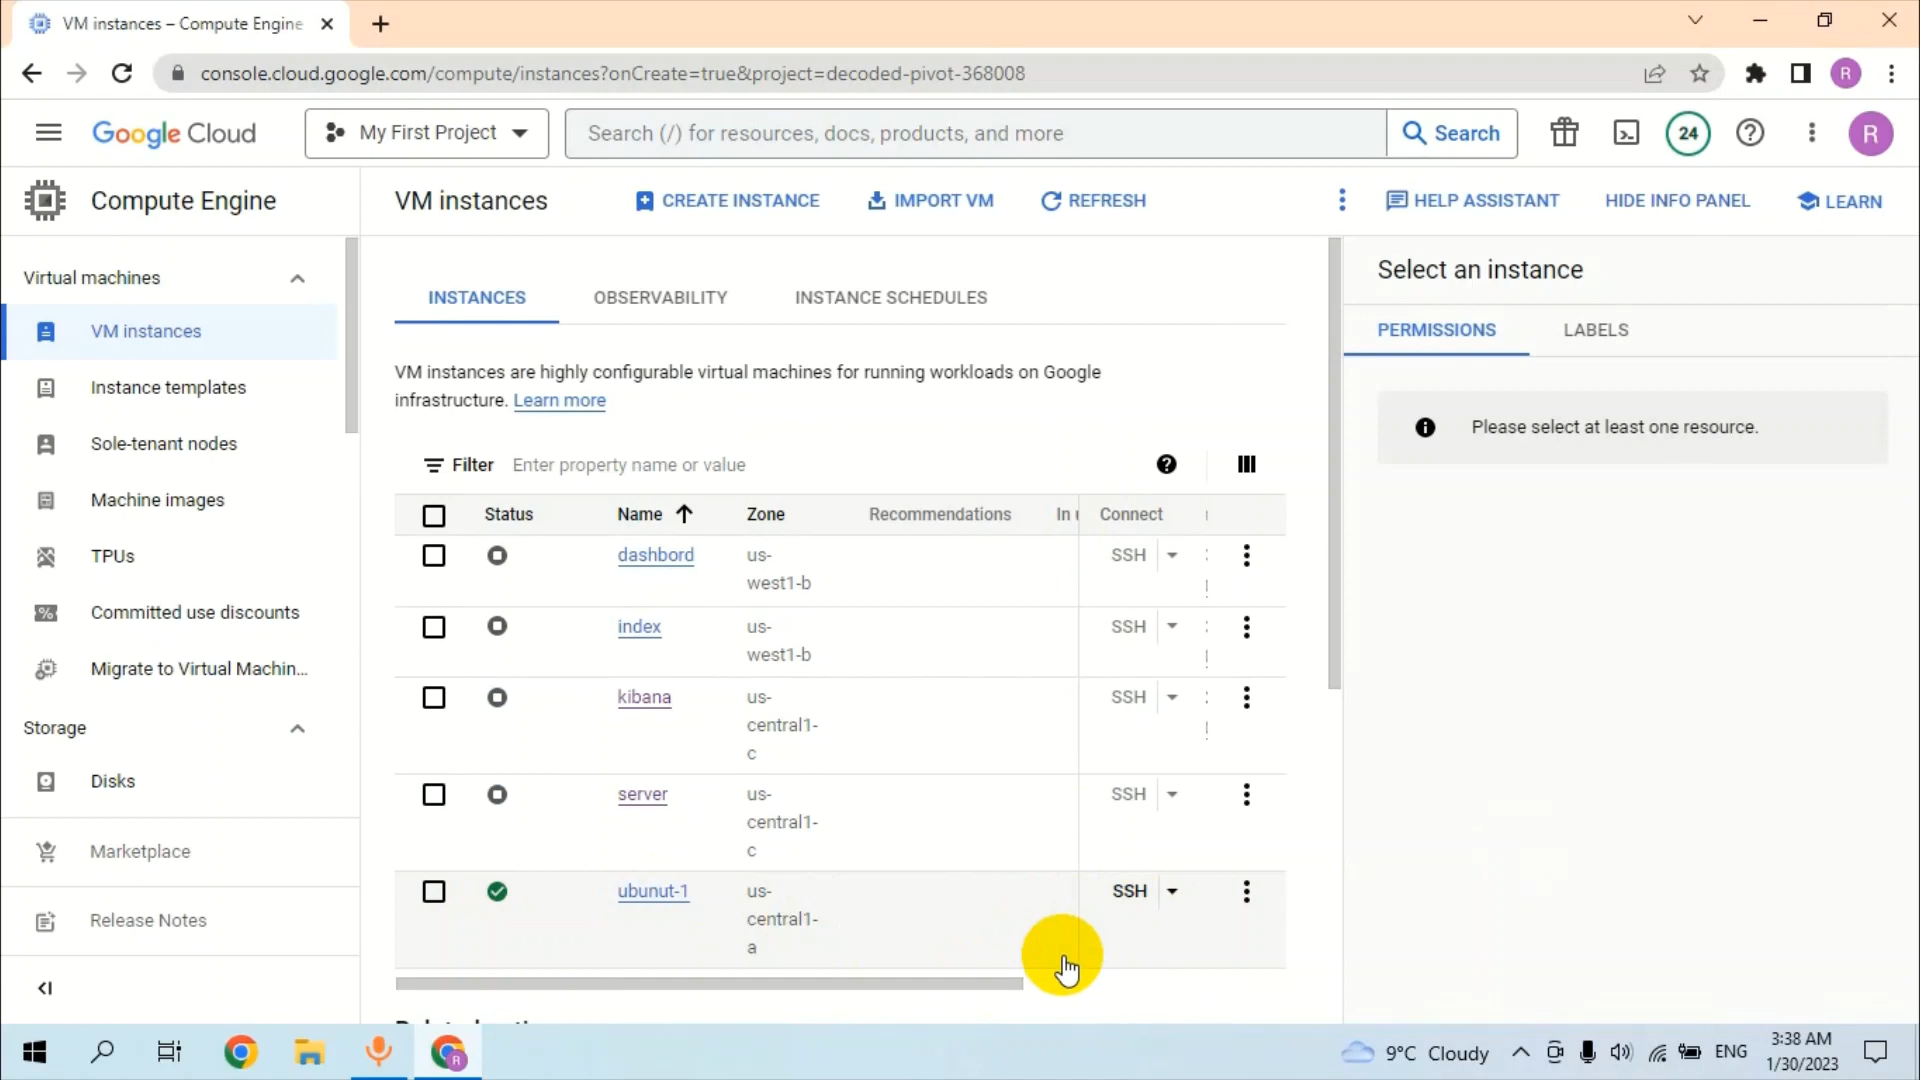 VM instances – Compute Engine
console.cloud.google.com/compute/instances?onCreate=true&project=decoded-pivot-368008
R
Google Cloud
My First Project
Search (/) for resources, docs, products, and more
Search
24
R
Compute Engine
VM instances
CREATE INSTANCE
IMPORT VM
REFRESH
HELP ASSISTANT
HIDE INFO PANEL
LEARN
Virtual machines
VM instances
Instance templates
Sole-tenant nodes
Machine images
TPUs
Committed use discounts
Migrate to Virtual Machin...
Storage
Disks
Marketplace
Release Notes
INSTANCES
OBSERVABILITY
INSTANCE SCHEDULES
VM instances are highly configurable virtual machines for running workloads on Google
infrastructure. Learn more
Filter Enter property name or value
Status Name Zone Recommendations In Connect
dashbord us- SSH
west1-b
index us- SSH
west1-b
kibana us- SSH
central1-
c
server us- SSH
central1-
c
ubunut-1 us- SSH
central1-
a
Select an instance
PERMISSIONS
LABELS
Please select at least one resource.
R
9°C Cloudy
ENG
3:38 AM
1/30/2023